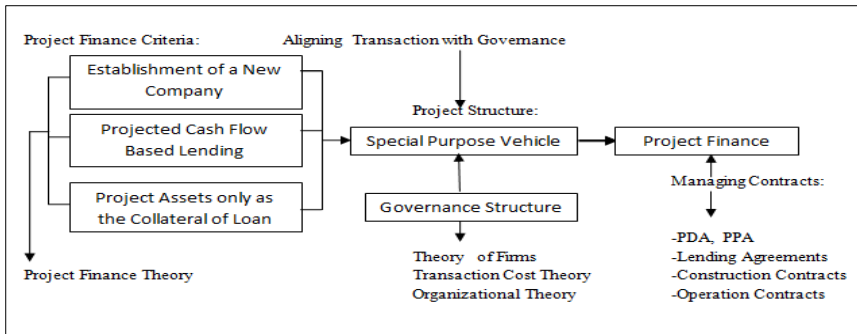 Project Finance Criteria:
Aligning Transaction with Governance
Establishment of a New
Company
Projected Cash Flow
Based Lending
Project Assets only as
the Collateral of Loan
Project Finance Theory
Project Structure:
Special Purpose Vehicle
Governance Structure
Theory of Firms
Transaction Cost Theory
Organizational Theory
Project Finance
Managing Contracts:
-PDA, PPA
-Lending Agreements
-Construction Contracts
-Operation Contracts